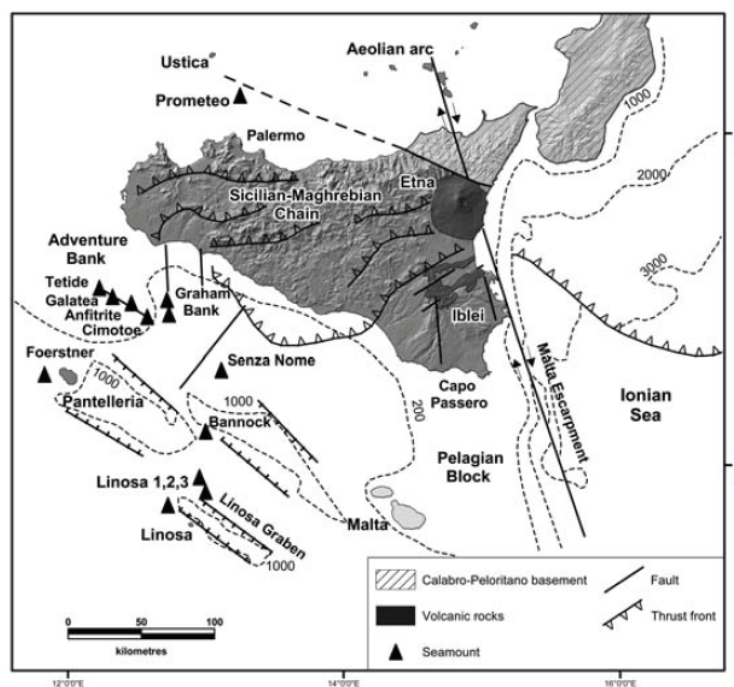 Aeolian arc
Ustica
Prometeo
1000
Palermo
2000
Etna
Sicilian-Maghrebian
Chain
Adventure
Bank
3000
Tetide
Galatea
Graham
Bank
Anfitrite
Cimotoe
Iblei
Foerstner
Senza Nome
1000
Malta Escarpment
Capo
Passero
Ionian
Sea
Pantelleria
1000
200
Bannock
Pelagian
Block
Linosa 1,2,3
Linosa Graben
Malta
Linosa
1000
Calabro-Peloritano basement
Fault
Volcanic rocks
Thrust front
Seamount
0 50 100
kilometres
12°0'0"E 14°0'0"E 16°0'0"E